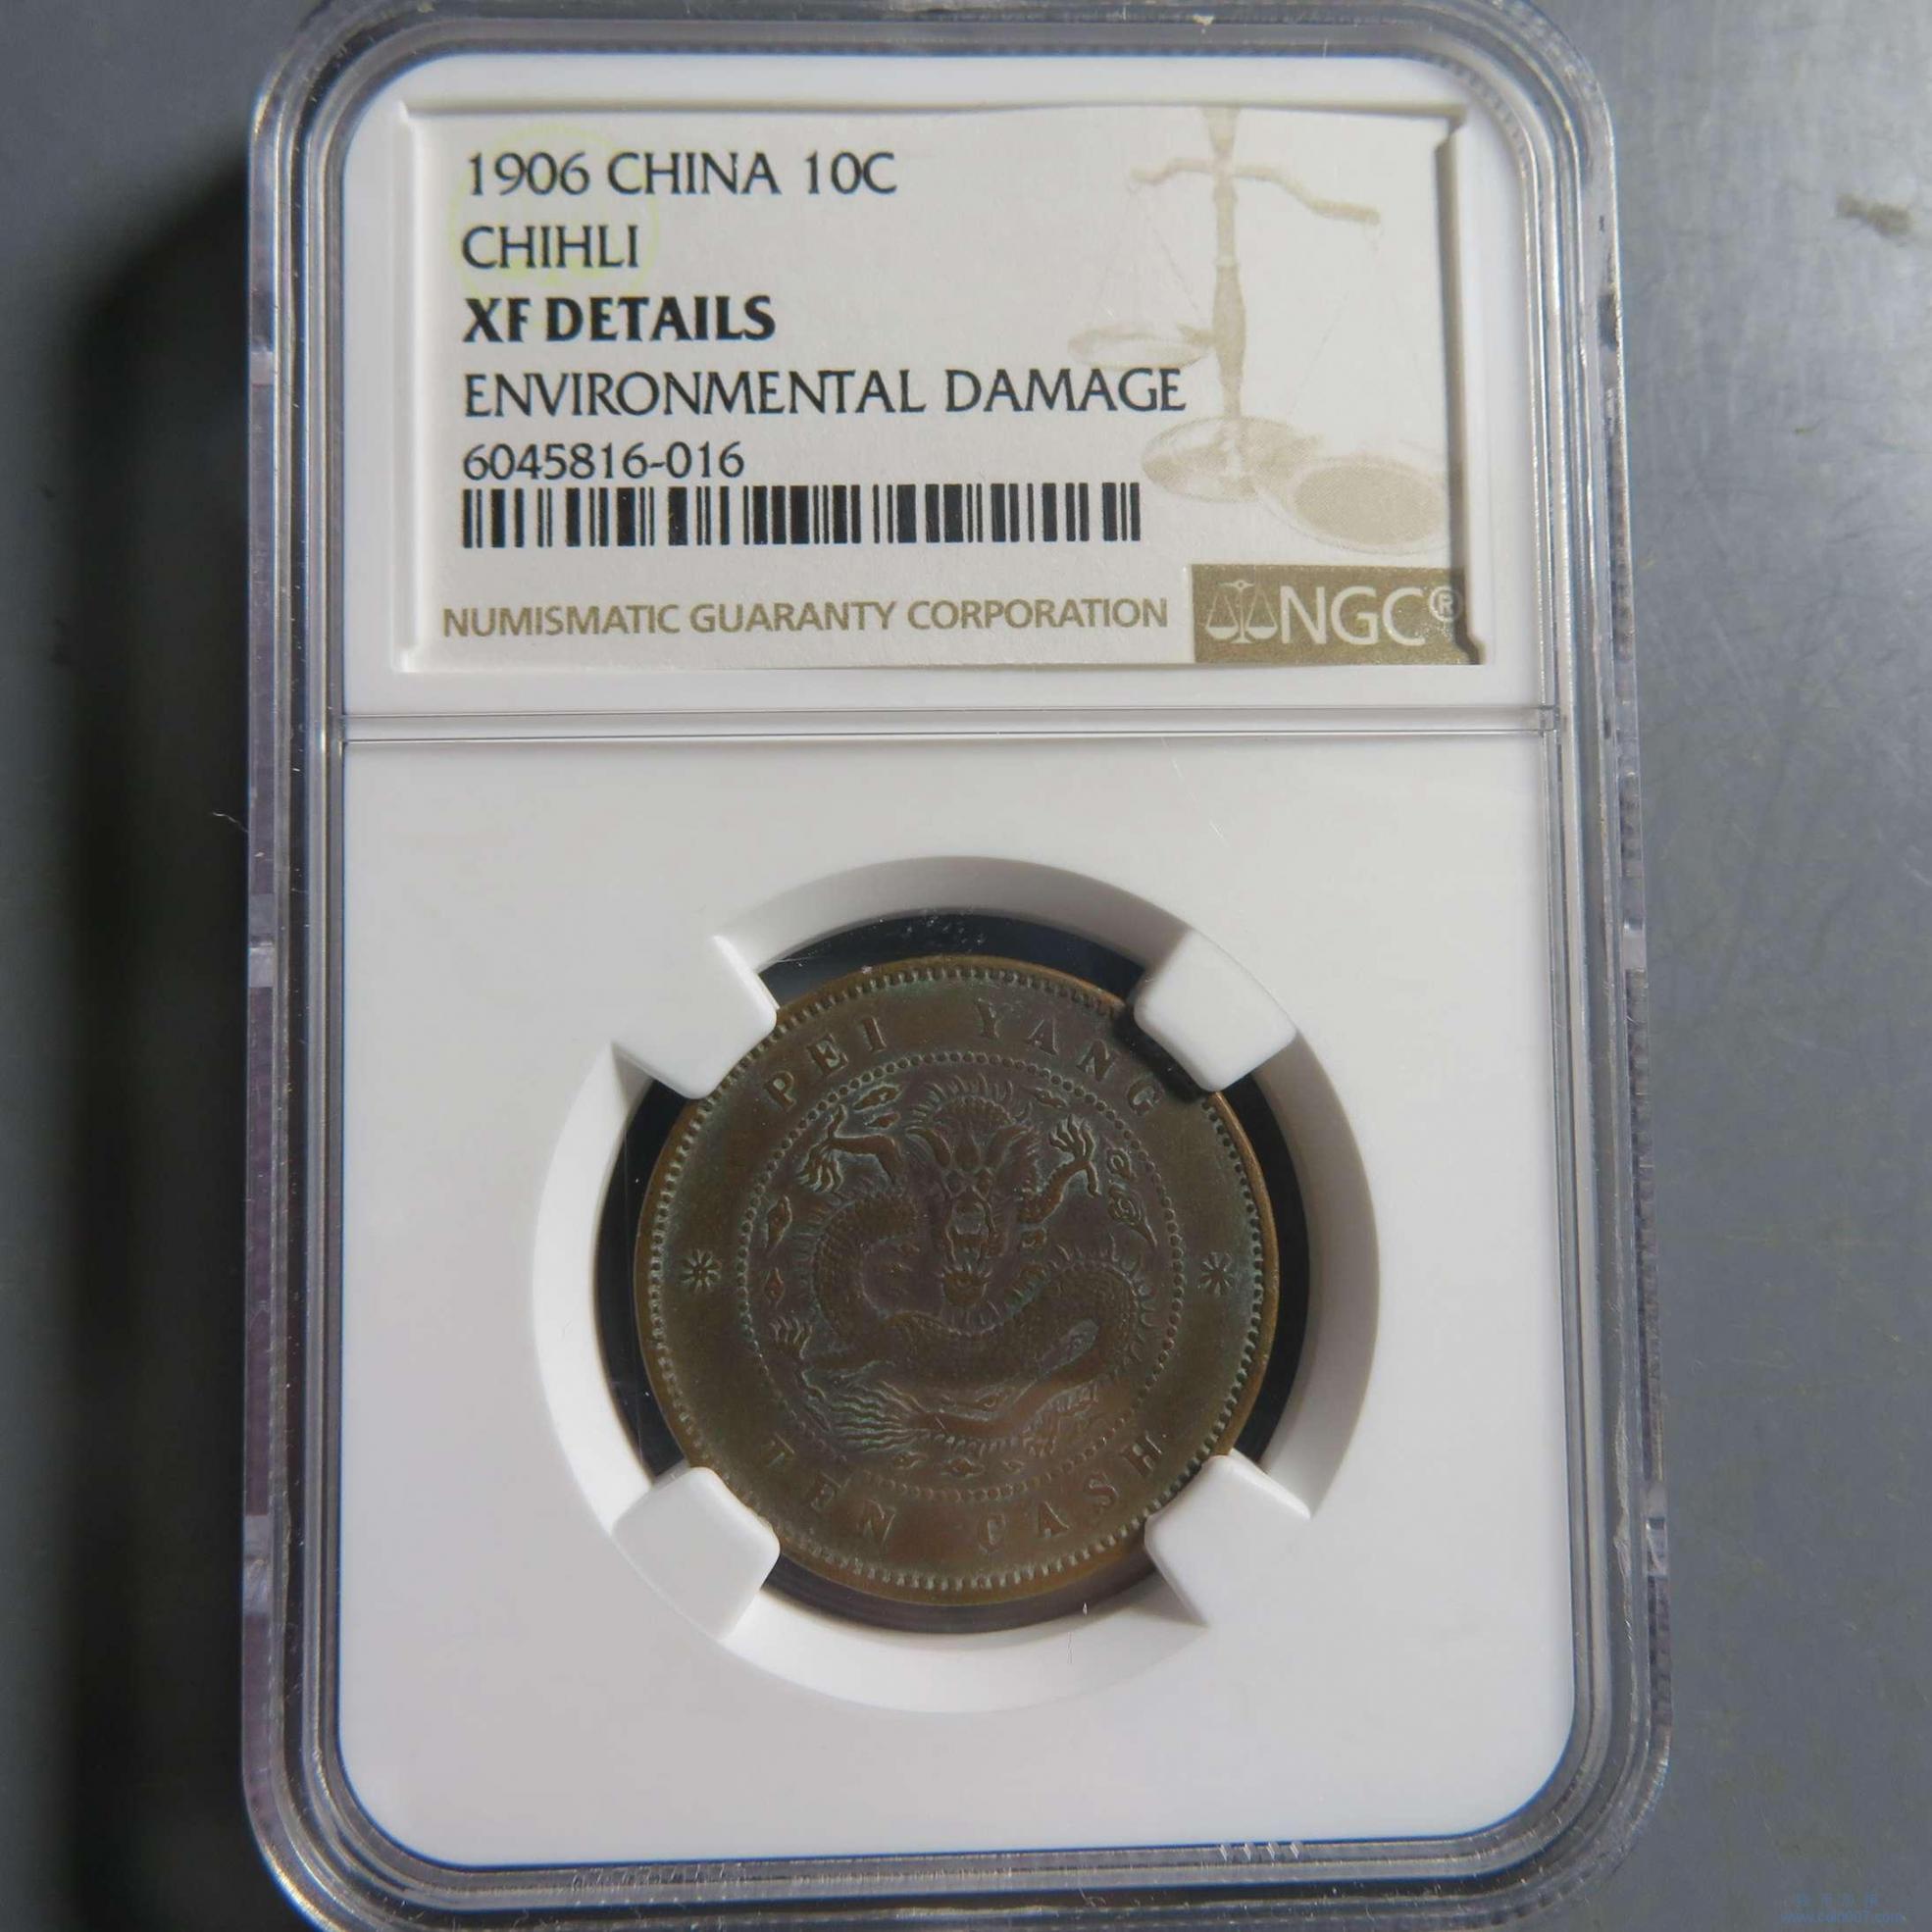 1906 CHINA 10C
CHIHLI
XF DETAILS
ENVIRONMENTAL DAMAGE
6045816-016
NUMISMATIC GUARANTY CORPORATION NGC®
PEI YANG
TEN CASH